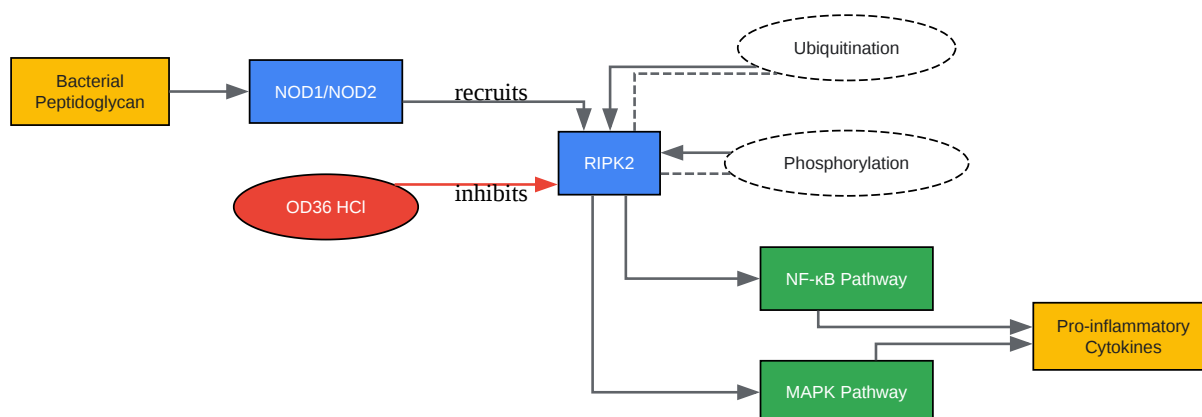 Ubiquitination
Bacterial
Peptidoglycan
NOD1/NOD2
recruits
RIPK2
Phosphorylation
inhibits
OD36 HCl
NF-κB Pathway
Pro-inflammatory
Cytokines
MAPK Pathway